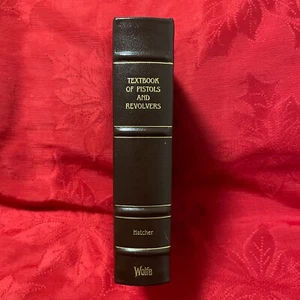 TEXTBOOK
OF PISTOLS
AND
REVOLVERS
Hatcher
Wolfe